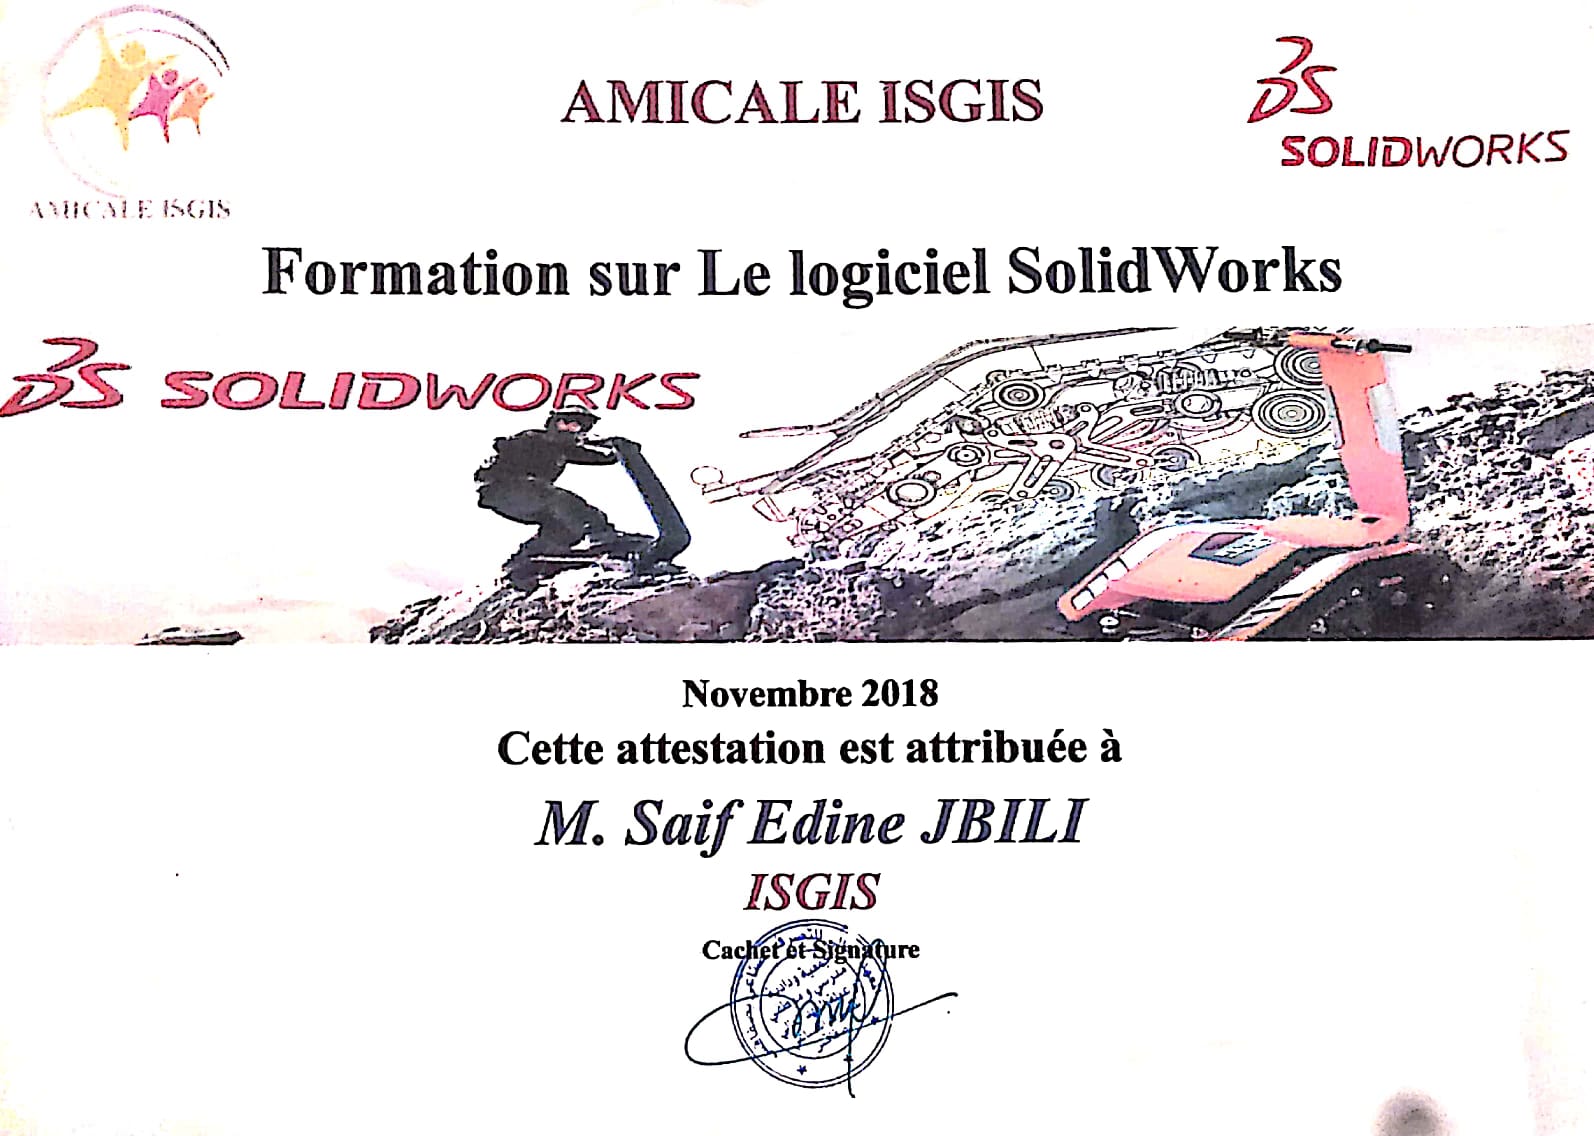 AMICALE ISGIS
AMICALE ISGIS
SOLIDWORKS
Formation sur Le logiciel SolidWorks
SOLIDWORKS
Novembre 2018
Cette attestation est attribuée à
M. Saif Edine JBILI
ISGIS
Cachet et Signature